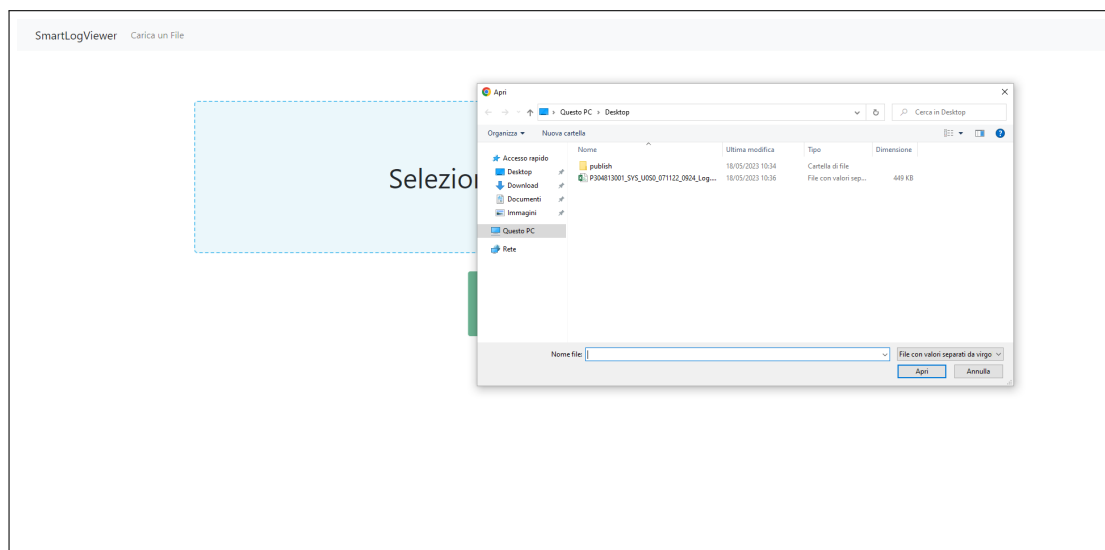 SmartLogViewer Carica un File
Apri
Questo PC > Desktop
Cerca in Desktop
Organizza Nuova cartella
Nome Ultima modifica Tipo Dimensione
Accesso rapido
Desktop
Download
Documenti
Immagini
Questo PC
Rete
publish 18/05/2023 10:34 Cartella di file
P304813001_SYS_U0S0_071122_0924_Log.... 18/05/2023 10:36 File con valori sep... 449 KB
Selezion
Nome file: File con valori separati da virgo
Apri Annulla